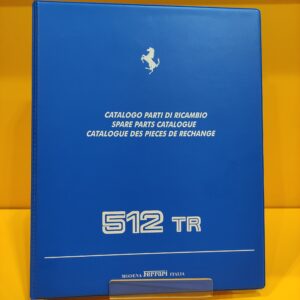 CATALOGO PARTI DI RICAMBIO
SPARE PARTS CATALOGUE
CATALOGUE DES PIECES DE RECHANGE
512 TR
MODENA Ferrari ITALIA